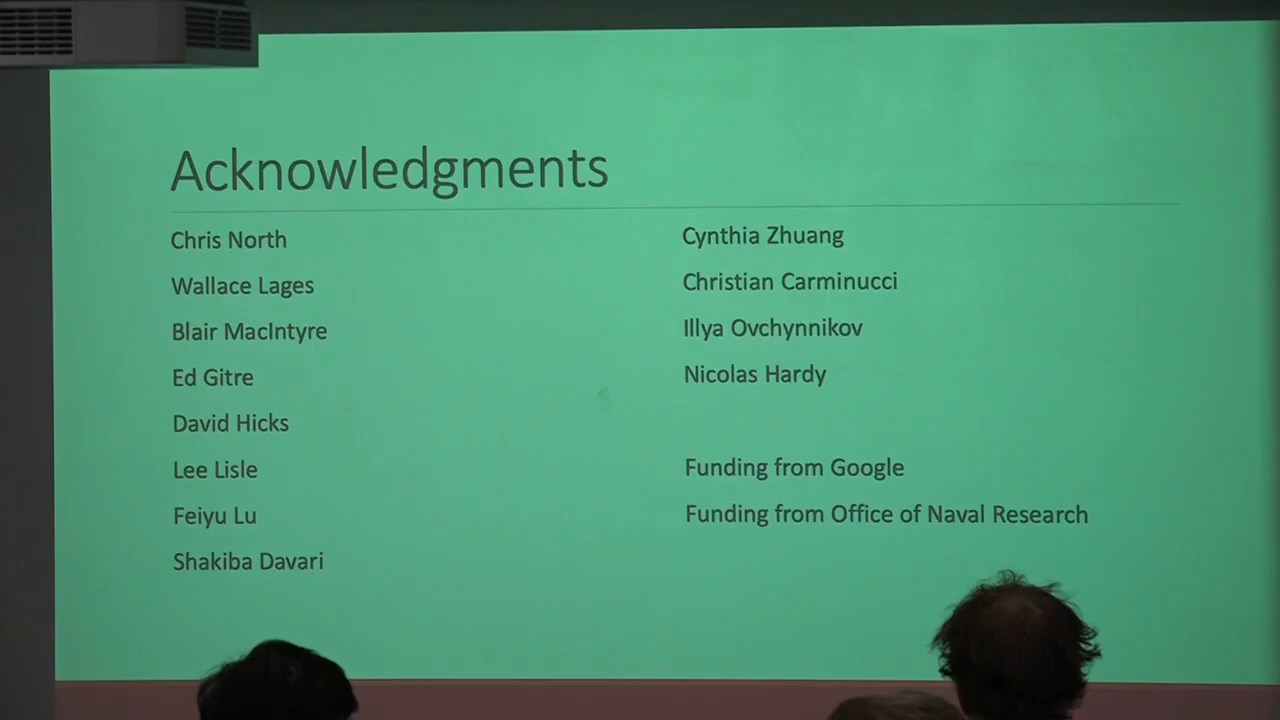 Acknowledgments
Chris North
Wallace Lages
Blair MacIntyre
Ed Gitre
David Hicks
Lee Lisle
Feiyu Lu
Shakiba Davari
Cynthia Zhuang
Christian Carminucci
Illya Ovchynnikov
Nicolas Hardy
Funding from Google
Funding from Office of Naval Research